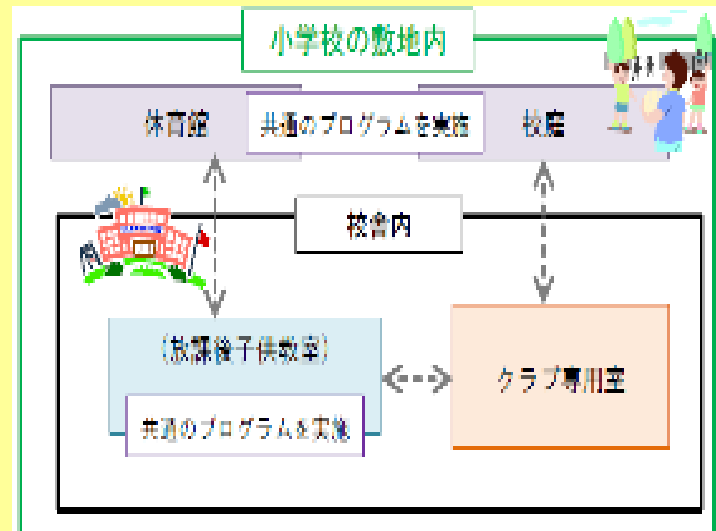 小学校の敷地内
体育館
共通のプログラムを実施
校庭
校舎内
(放課後子供教室)
共通のプログラムを実施
クラブ専用室